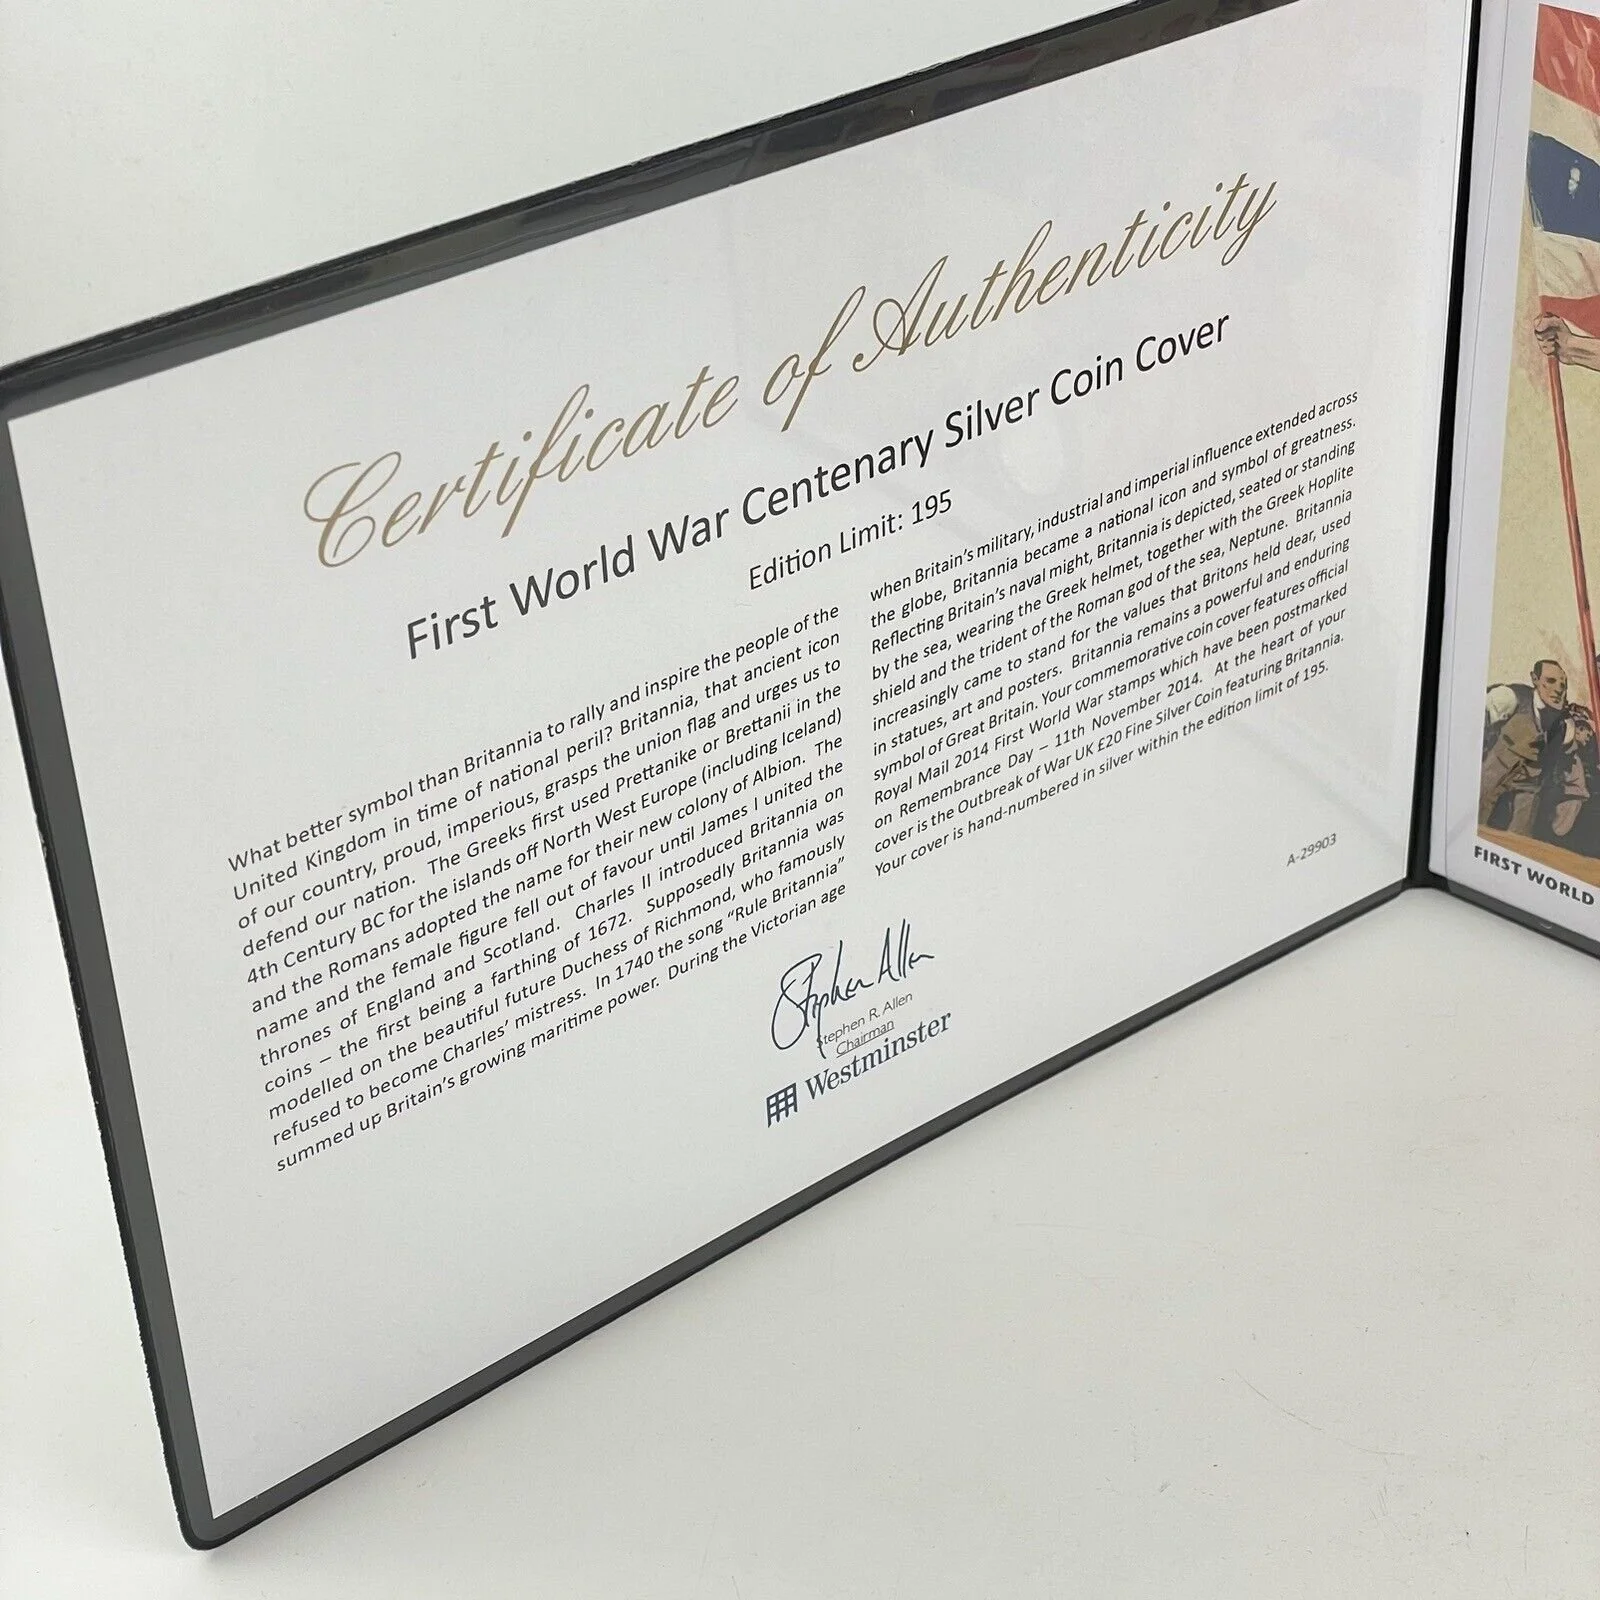 Certificate of Authenticity
First World War Centenary Silver Coin Cover
Edition Limit: 195
What better symbol than Britannia to rally and inspire the people of the
United Kingdom in time of national peril? Britannia, that ancient icon
of our country, proud, imperious, grasps the union flag and urges us to
defend our nation. The Greeks first used Prettanike or Brettanii in the
4th Century BC for the islands off North West Europe (including Iceland)
and the Romans adopted the name for their new colony of Albion. The
name and the female figure fell out of favour until James I united the
thrones of England and Scotland. Charles II introduced Britannia on
coins – the first being a farthing of 1672. Supposedly Britannia was
modelled on the beautiful future Duchess of Richmond, who famously
refused to become Charles' mistress. In 1740 the song "Rule Britannia"
summed up Britain's growing maritime power. During the Victorian age
when Britain's military, industrial and imperial influence extended across
the globe, Britannia became a national icon and symbol of greatness.
Reflecting Britain's naval might, Britannia is depicted, seated or standing
by the sea, wearing the Greek helmet, together with the Greek Hoplite
shield and the trident of the Roman god of the sea, Neptune. Britannia
increasingly came to stand for the values that Britons held dear, used
in statues, art and posters. Britannia remains a powerful and enduring
symbol of Great Britain. Your commemorative coin cover features official
Royal Mail 2014 First World War stamps which have been postmarked
on Remembrance Day – 11th November 2014. At the heart of your
cover is the Outbreak of War UK £20 Fine Silver Coin featuring Britannia.
Your cover is hand-numbered in silver within the edition limit of 195.
A-29903
Stephen Allen
Stephen R. Allen
Chairman
Westminster
FIRST WORLD